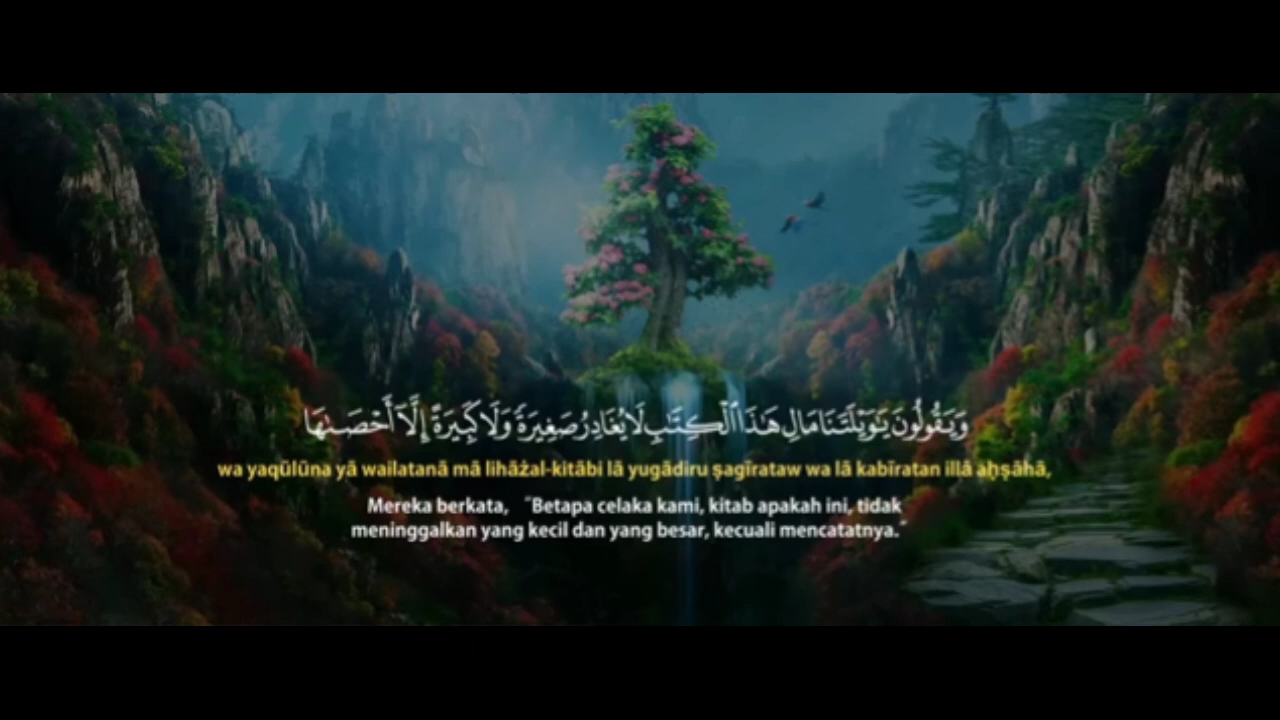 وَيَقُولُونَ يَٰوَيْلَتَنَا مَالِ هَٰذَا ٱلْكِتَٰبِ لَا يُغَادِرُ صَغِيرَةً وَلَا كَبِيرَةً إِلَّآ أَحْصَىٰهَا
wa yaqūlūna yā wailatanā mā lihāżal-kitābi lā yugādiru ṣagīrataw wa lā kabīratan illā aḥṣāhā,
Mereka berkata, “Betapa celaka kami, kitab apakah ini, tidak
meninggalkan yang kecil dan yang besar, kecuali mencatatnya.”